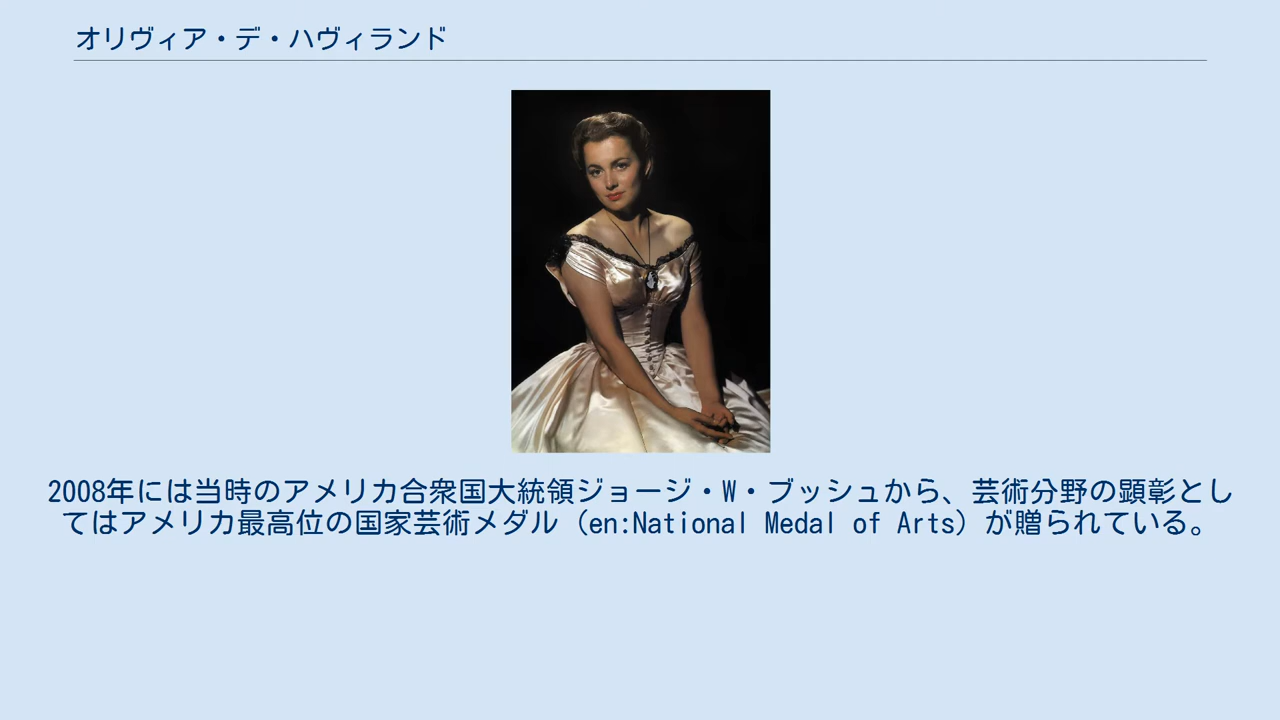 オリヴィア・デ・ハヴィランド
2008年には当時のアメリカ合衆国大統領ジョージ・W・ブッシュから、芸術分野の顕彰とし
てはアメリカ最高位の国家芸術メダル（en:National Medal of Arts）が贈られている。